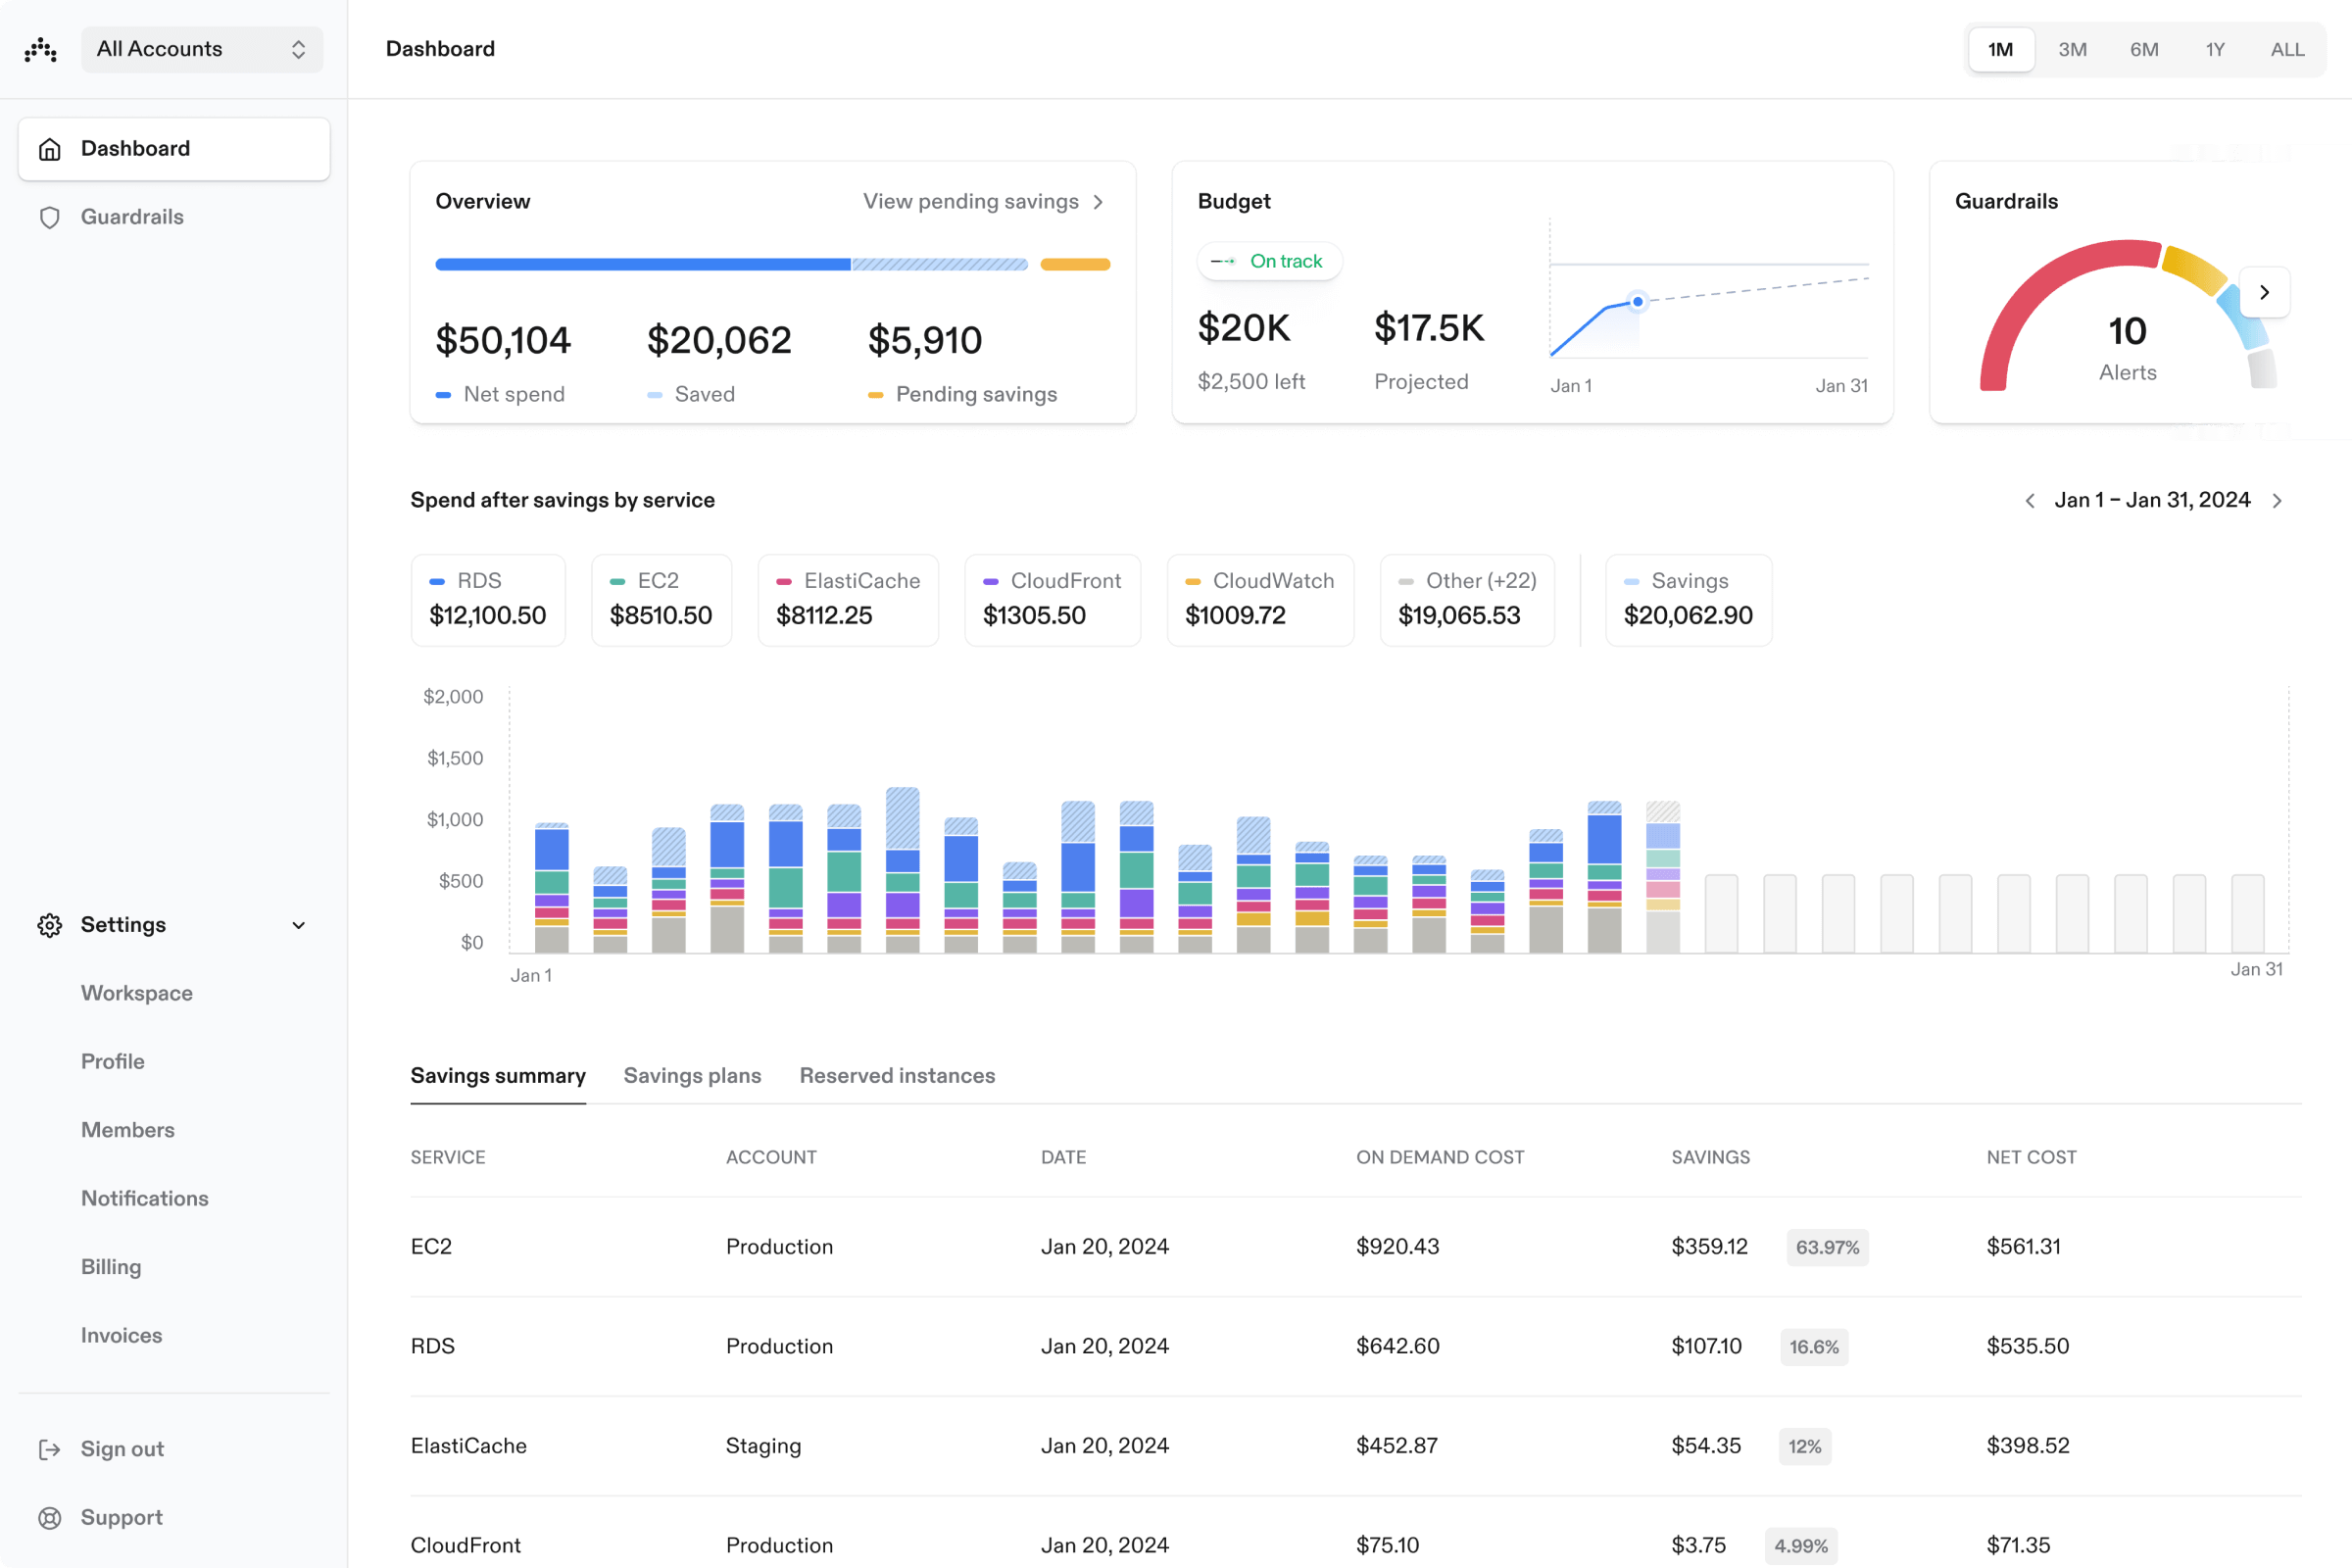 All Accounts
Dashboard
1M 3M 6M 1Y ALL
Dashboard
Guardrails
Settings
Workspace
Profile
Members
Notifications
Billing
Invoices
Sign out
Support
Overview
View pending savings
$50,104 $20,062 $5,910
Net spend Saved Pending savings
Budget
On track
$20K $17.5K
$2,500 left Projected
Jan 1 Jan 31
Guardrails
10
Alerts
Spend after savings by service
Jan 1 – Jan 31, 2024
RDS EC2 ElastiCache CloudFront CloudWatch Other (+22) Savings
$12,100.50 $8510.50 $8112.25 $1305.50 $1009.72 $19,065.53 $20,062.90
$2,000
$1,500
$1,000
$500
$0
Jan 1 Jan 31
Savings summary Savings plans Reserved instances
SERVICE ACCOUNT DATE ON DEMAND COST SAVINGS NET COST
EC2 Production Jan 20, 2024 $920.43 $359.12 63.97% $561.31
RDS Production Jan 20, 2024 $642.60 $107.10 16.6% $535.50
ElastiCache Staging Jan 20, 2024 $452.87 $54.35 12% $398.52
CloudFront Production Jan 20, 2024 $75.10 $3.75 4.99% $71.35